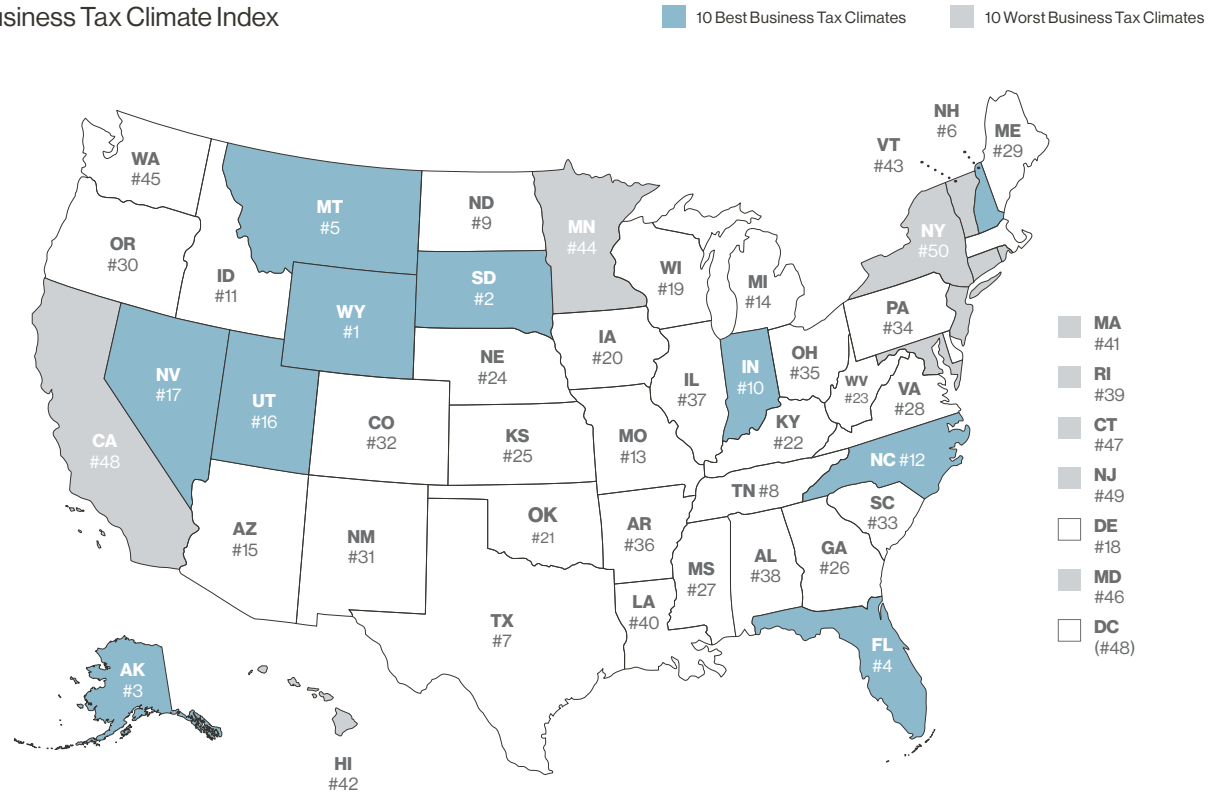 usiness Tax Climate Index
10 Best Business Tax Climates
10 Worst Business Tax Climates
NH
#6
VT
#43
ME
#29
WA
#45
MT
#5
ND
#9
MN
#44
NY
#50
OR
#30
ID
#11
SD
#2
WI
#19
MI
#14
WY
#1
PA
#34
IA
#20
NE
#24
OH
#35
NV
#17
UT
#16
IN
#10
IL
#37
WV
#23
VA
#28
CO
#32
KS
#25
MO
#13
KY
#22
CA
#48
NC #12
TN #8
SC
#33
AZ
#15
NM
#31
OK
#21
AR
#36
GA
#26
MS
#27
AL
#38
LA
#40
TX
#7
FL
#4
AK
#3
HI
#42
MA
#41
RI
#39
CT
#47
NJ
#49
DE
#18
MD
#46
DC
(#48)